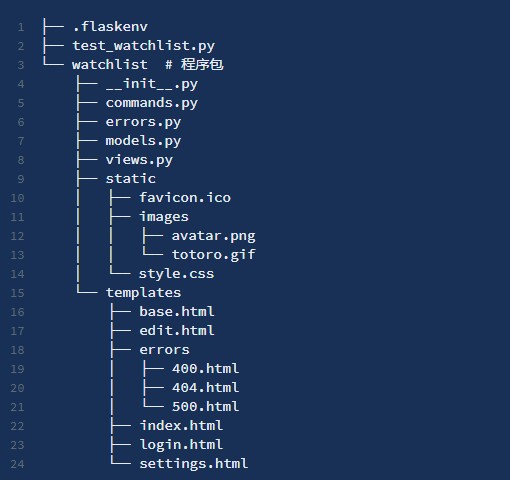 1 ├── .flaskenv
2 ├── test_watchlist.py
3 └── watchlist  # 程序包
4     ├── __init__.py
5     ├── commands.py
6     ├── errors.py
7     ├── models.py
8     ├── views.py
9     ├── static
10     │   ├── favicon.ico
11     │   ├── images
12     │   │   ├── avatar.png
13     │   │   └── totoro.gif
14     │   └── style.css
15     └── templates
16         ├── base.html
17         ├── edit.html
18         ├── errors
19         │   ├── 400.html
20         │   ├── 404.html
21         │   └── 500.html
22         ├── index.html
23         ├── login.html
24         └── settings.html